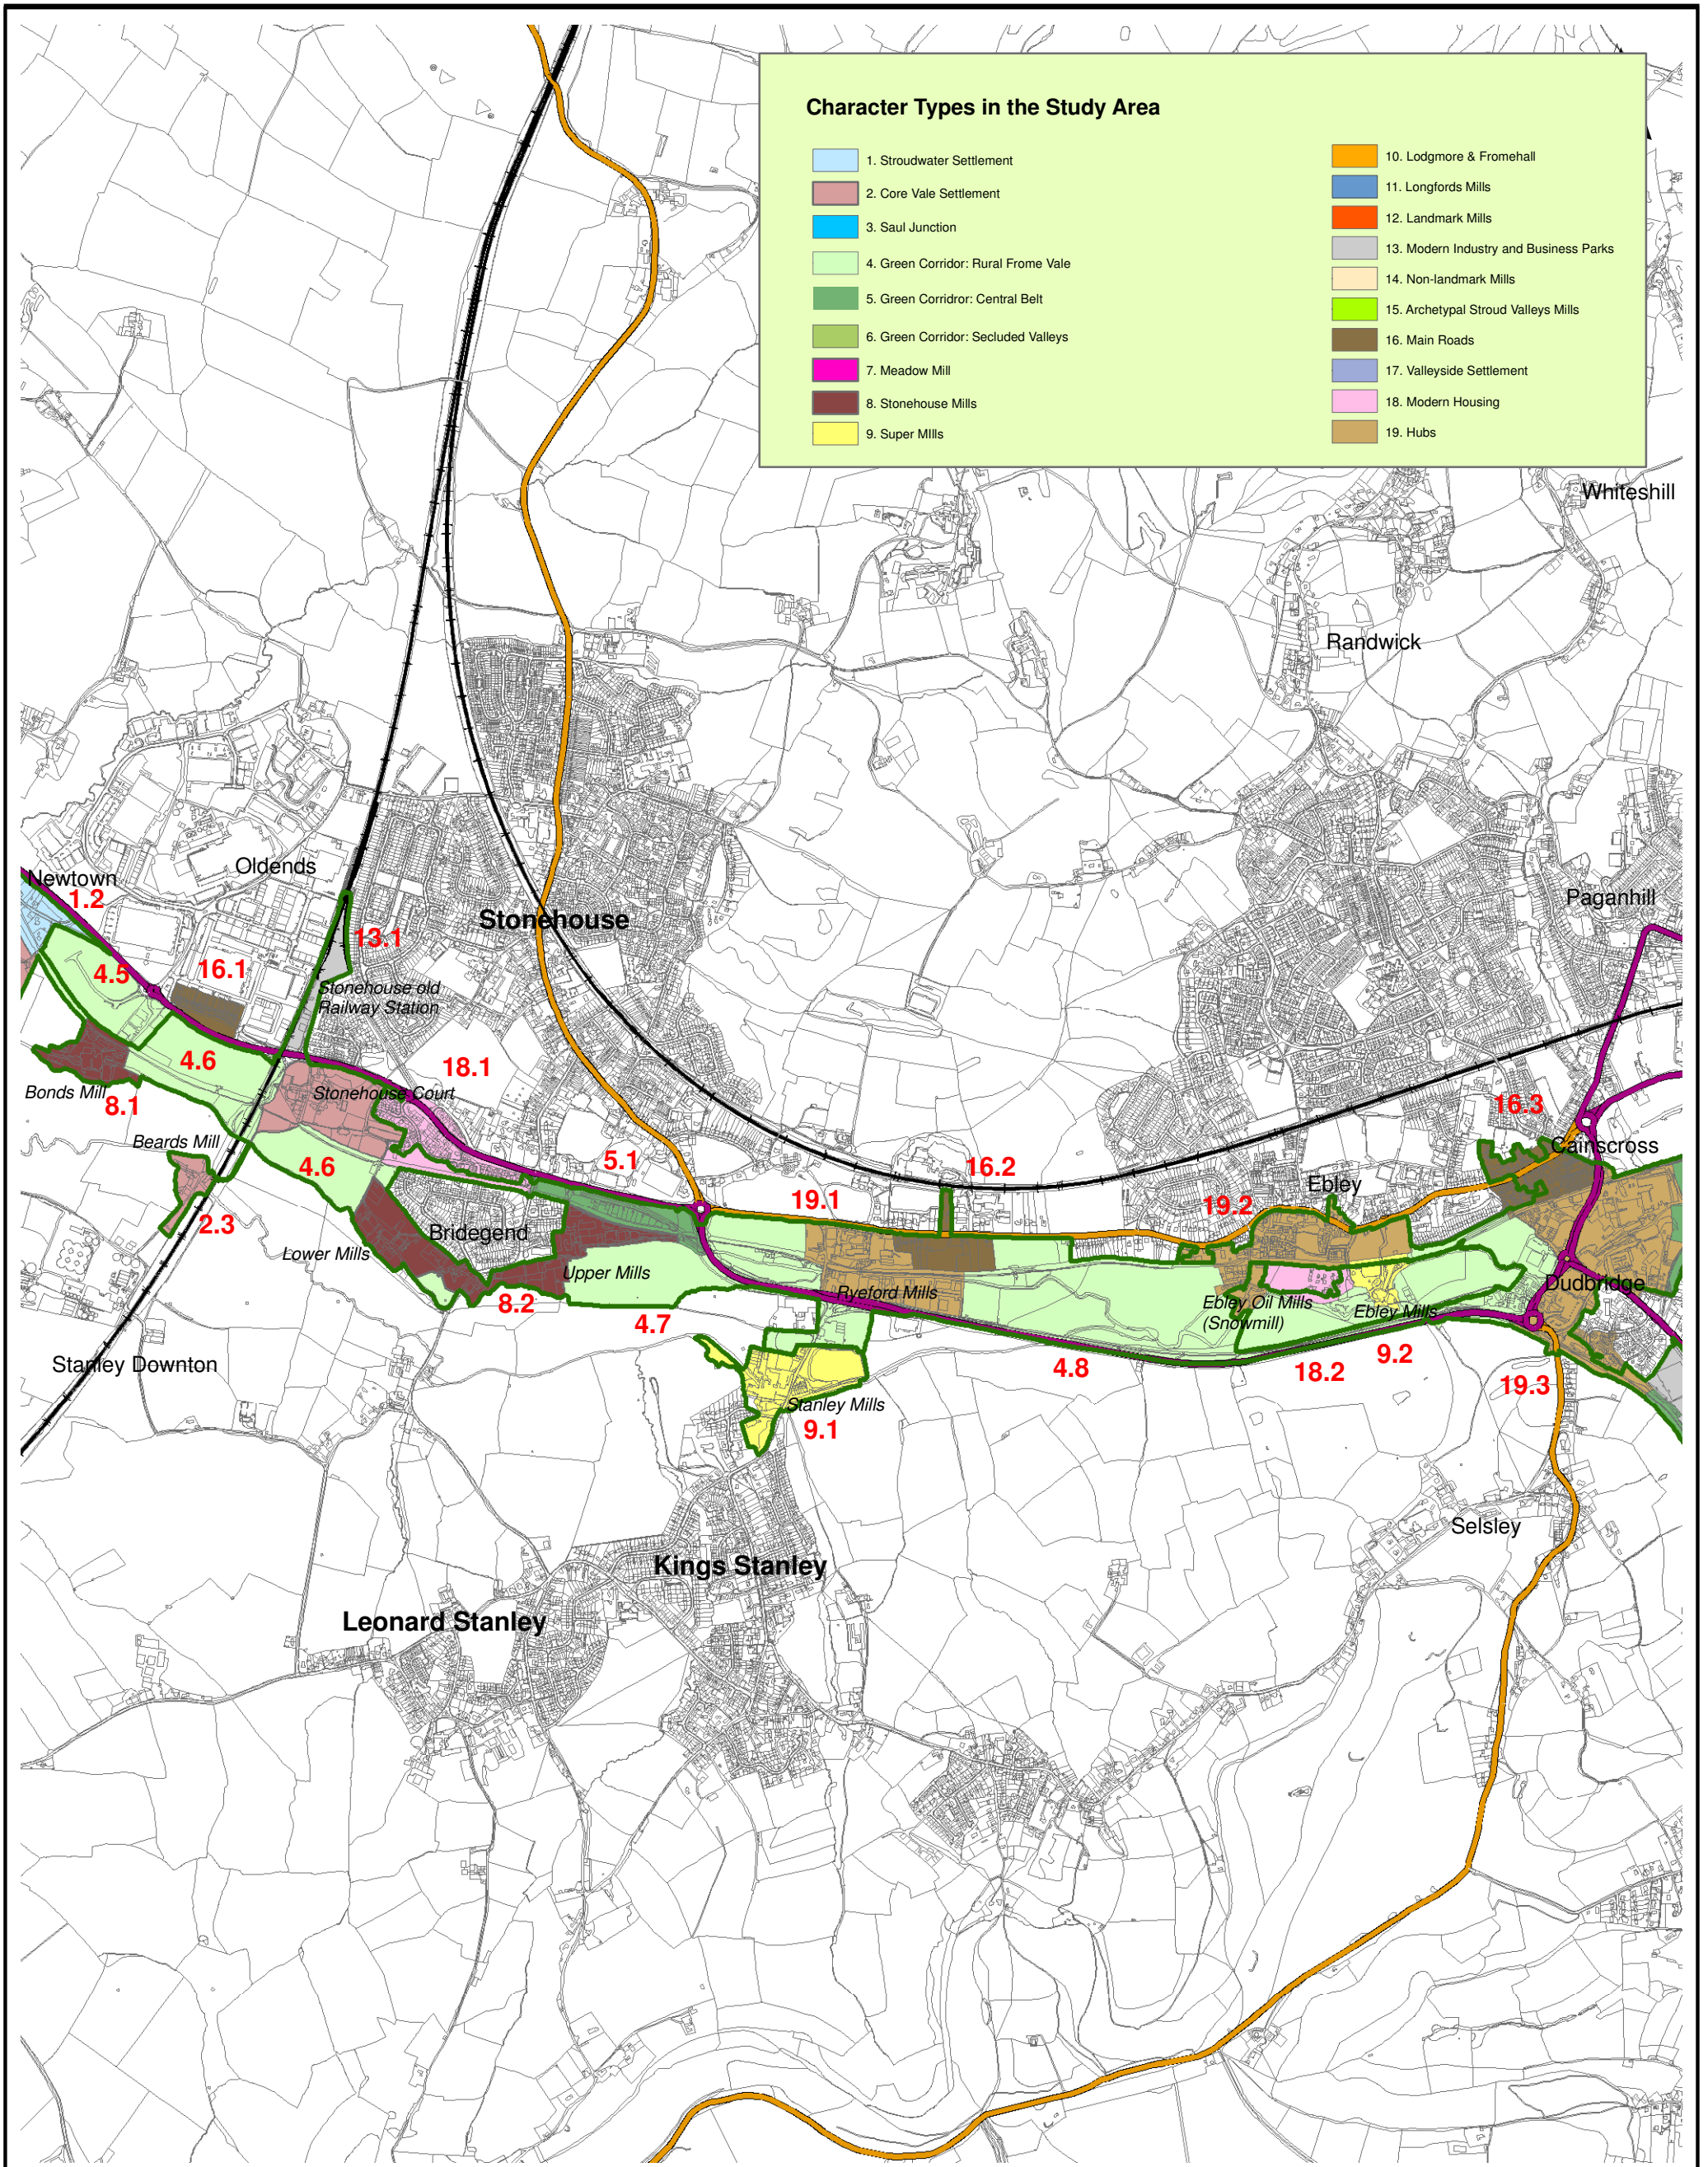 Character Types in the Study Area
1. Stroudwater Settlement
2. Core Vale Settlement
3. Saul Junction
4. Green Corridor: Rural Frome Vale
5. Green Corridror: Central Belt
6. Green Corridor: Secluded Valleys
7. Meadow Mill
8. Stonehouse Mills
9. Super MIlls
10. Lodgmore & Fromehall
11. Longfords Mills
12. Landmark Mills
13. Modern Industry and Business Parks
14. Non-landmark Mills
15. Archetypal Stroud Valleys Mills
16. Main Roads
17. Valleyside Settlement
18. Modern Housing
19. Hubs
Whiteshill
Randwick
Oldends
Newtown
1.2
Paganhill
Stonehouse
13.1
4.5
16.1
Stonehouse old
Railway Station
4.6
18.1
Bonds Mill
8.1
Stonehouse Court
16.3
Beards Mill
Cainscross
4.6
5.1
16.2
Ebley
19.1
19.2
2.3
Bridegend
Lower Mills
Upper Mills
Ryeford Mills
Dudbridge
8.2
Ebley Oil Mills
(Snowmill)
Ebley Mills
4.7
Stanley Downton
4.8
18.2
9.2
19.3
Stanley Mills
9.1
Selsley
Kings Stanley
Leonard Stanley